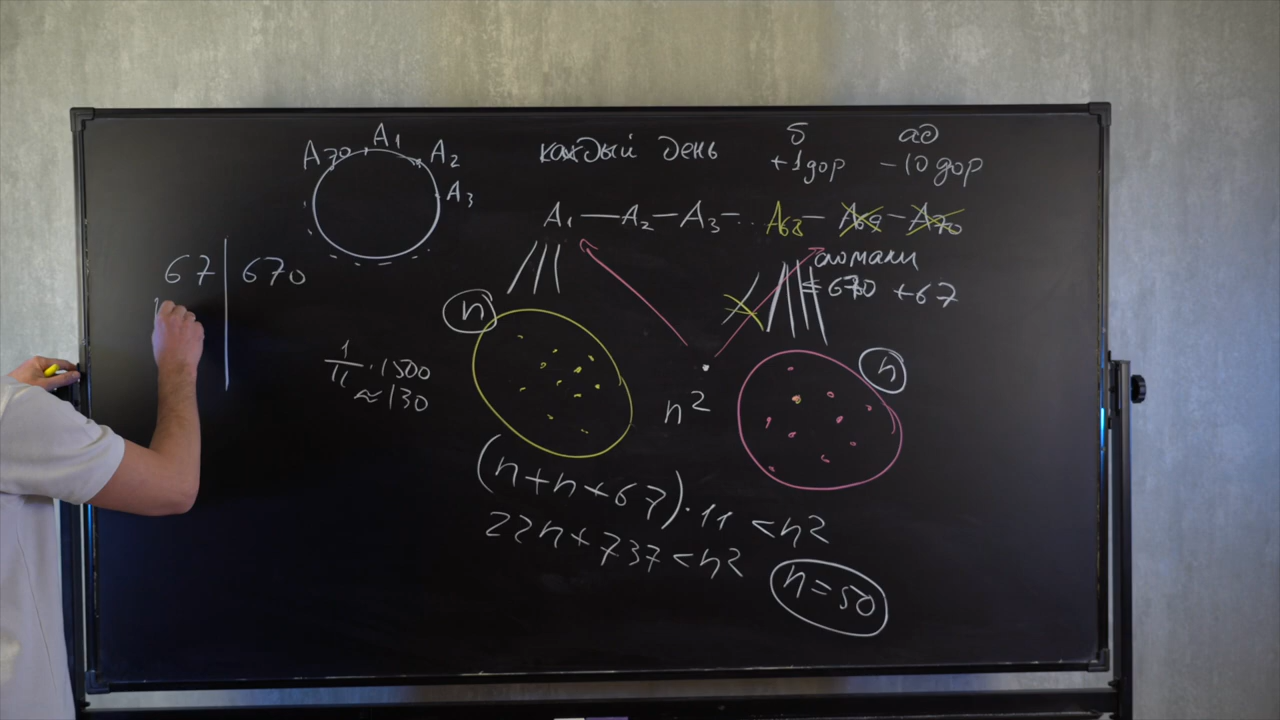 A70 A1 A2 A3
каждый день
б ад
+1 дор -10 дор
A1 — A2 — A3 - ... A68 — A69 — A70
67 | 670
сломали
= 670 + 67
n
n
1/11 · 1500
≈ 130
n²
(n+n+67)·11 < n²
22n+737 < n²
n=50